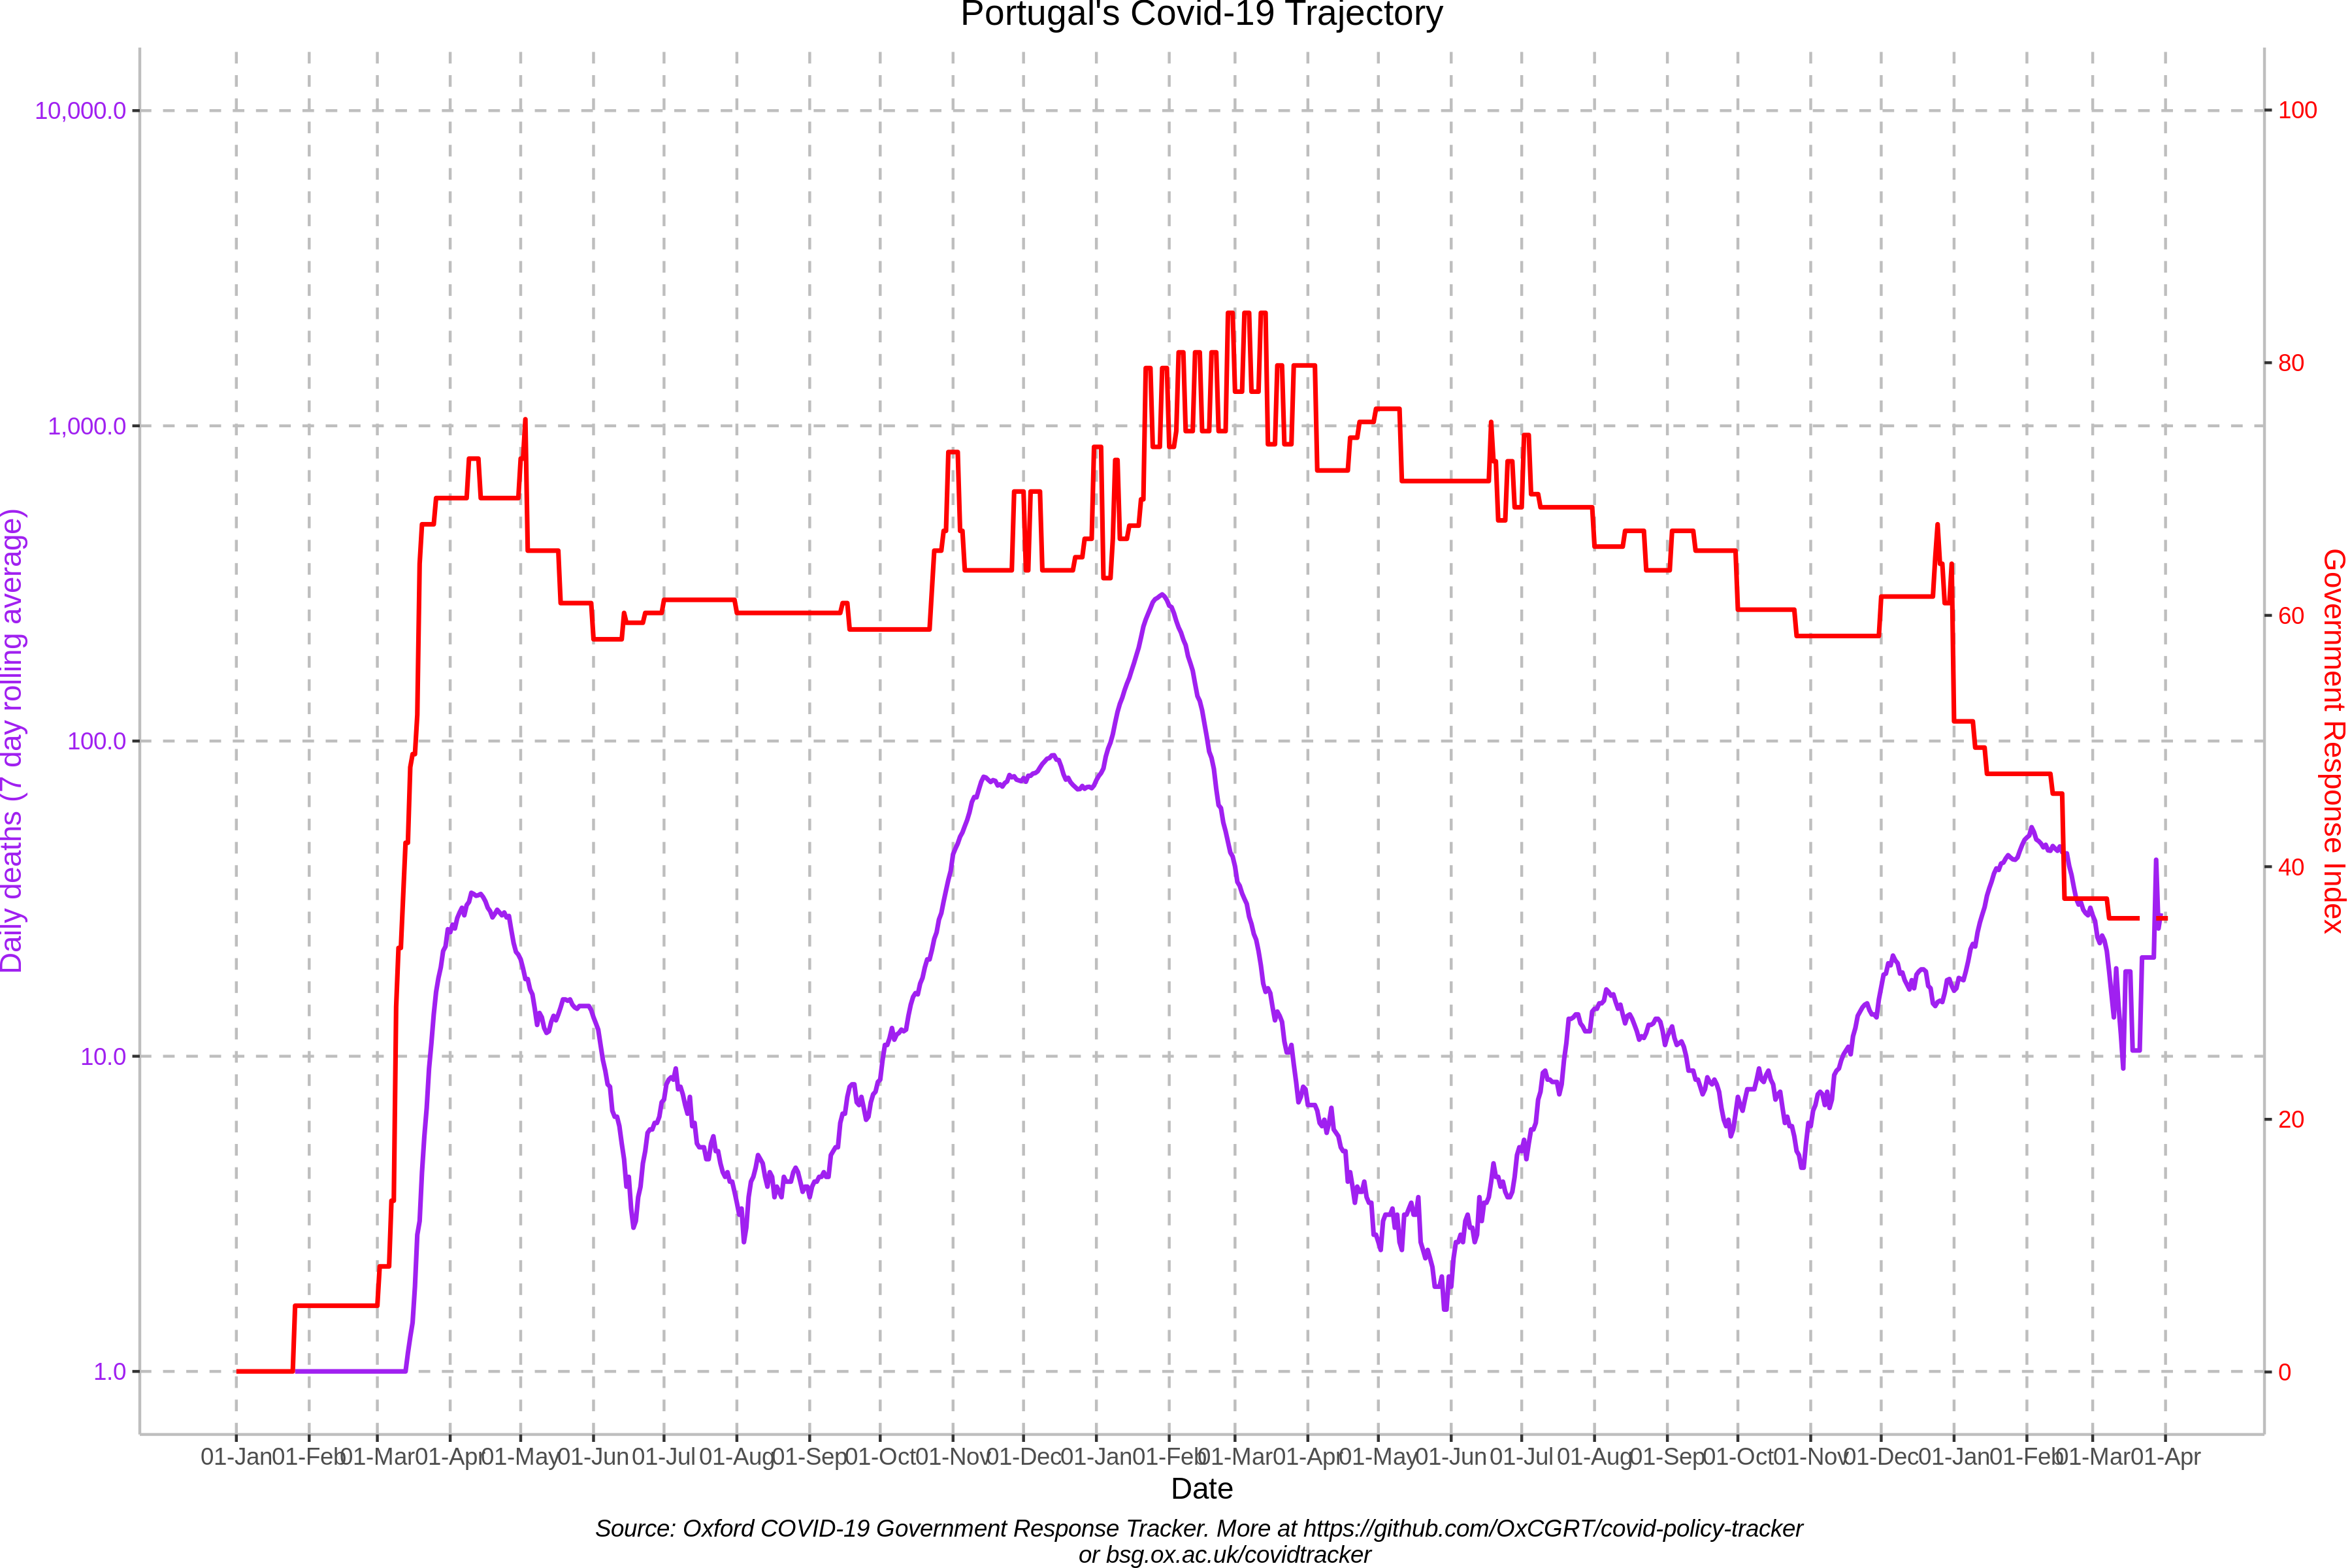 Portugal's Covid-19 Trajectory
10,000.0
1,000.0
100.0
10.0
1.0
Daily deaths (7 day rolling average)
100
80
60
40
20
0
Government Response Index
01-Jan 01-Feb 01-Mar 01-Apr 01-May 01-Jun 01-Jul 01-Aug 01-Sep 01-Oct 01-Nov 01-Dec 01-Jan 01-Feb 01-Mar 01-Apr 01-May 01-Jun 01-Jul 01-Aug 01-Sep 01-Oct 01-Nov 01-Dec 01-Jan 01-Feb 01-Mar 01-Apr
Date
Source: Oxford COVID-19 Government Response Tracker. More at https://github.com/OxCGRT/covid-policy-tracker
or bsg.ox.ac.uk/covidtracker